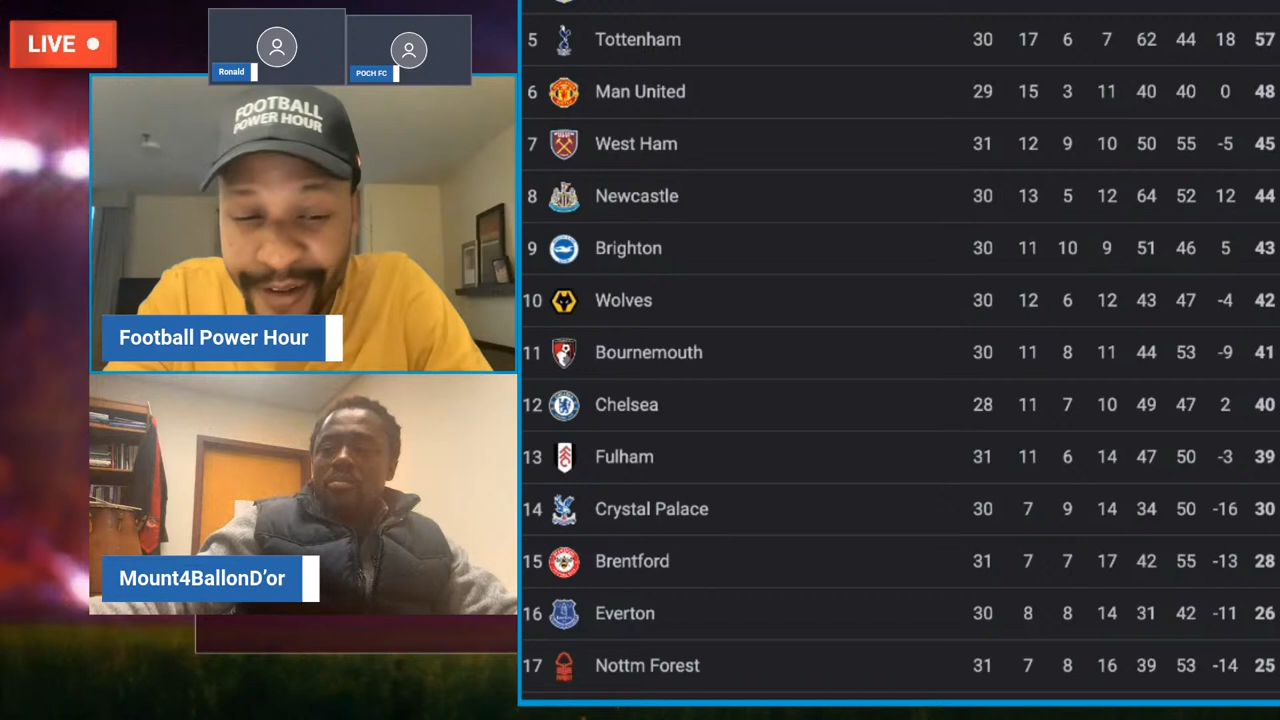 LIVE
Ronald
POCH FC
FOOTBALL
POWER HOUR
Football Power Hour
Mount4BallonD'or
5 Tottenham 30 17 6 7 62 44 18 57
6 Man United 29 15 3 11 40 40 0 48
7 West Ham 31 12 9 10 50 55 -5 45
8 Newcastle 30 13 5 12 64 52 12 44
9 Brighton 30 11 10 9 51 46 5 43
10 Wolves 30 12 6 12 43 47 -4 42
11 Bournemouth 30 11 8 11 44 53 -9 41
12 Chelsea 28 11 7 10 49 47 2 40
13 Fulham 31 11 6 14 47 50 -3 39
14 Crystal Palace 30 7 9 14 34 50 -16 30
15 Brentford 31 7 7 17 42 55 -13 28
16 Everton 30 8 8 14 31 42 -11 26
17 Nottm Forest 31 7 8 16 39 53 -14 25